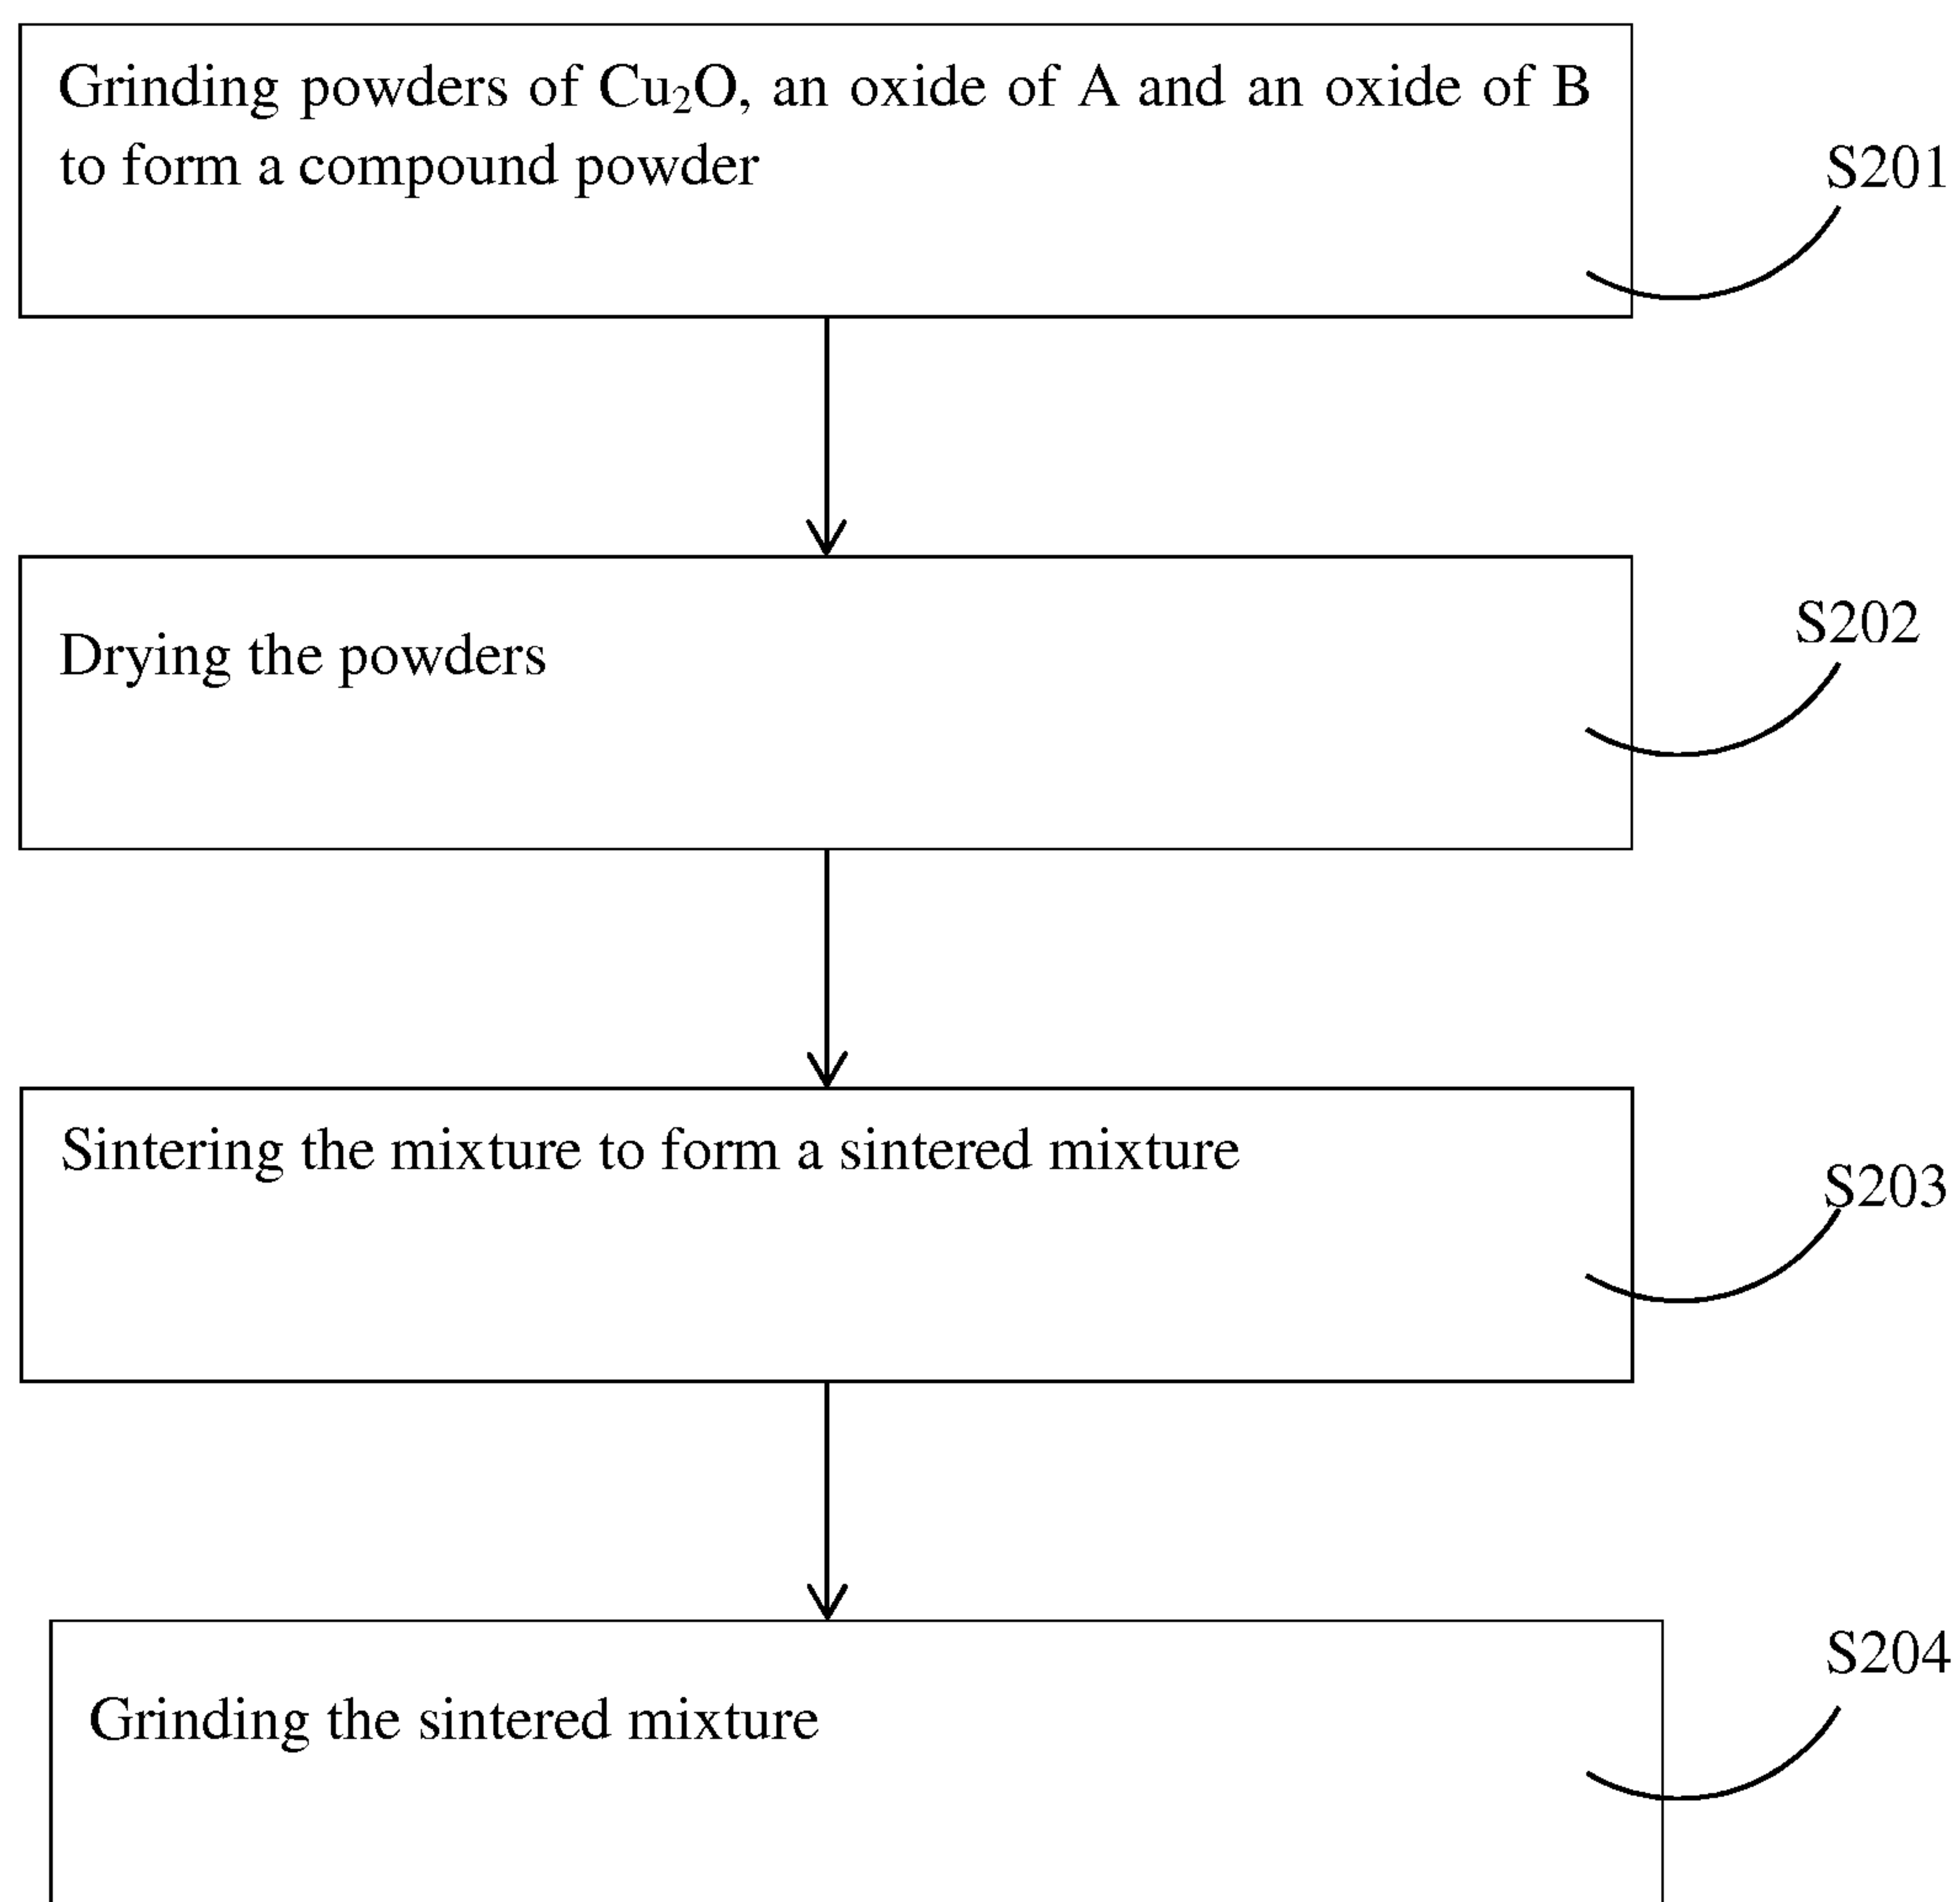 Grinding powders of Cu₂O, an oxide of A and an oxide of B
to form a compound powder
S201
Drying the powders
S202
Sintering the mixture to form a sintered mixture
S203
Grinding the sintered mixture
S204